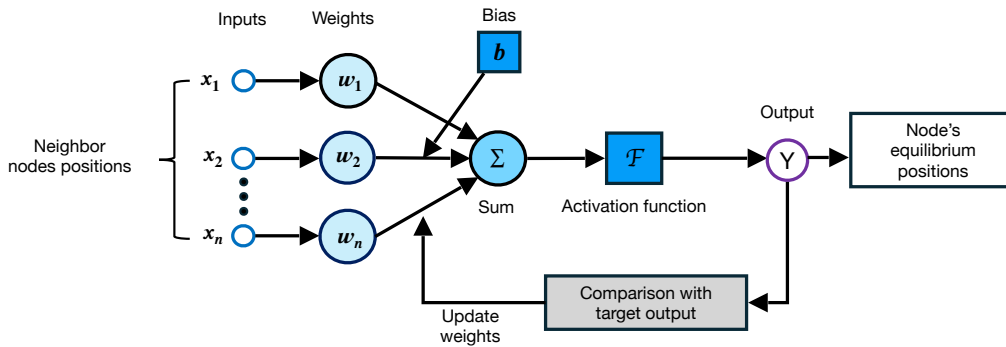 Inputs
Weights
Bias
b
x1
w1
Neighbor
nodes positions
x2
w2
Σ
Sum
ℱ
Activation function
Output
Y
Node's
equilibrium
positions
xn
wn
Update
weights
Comparison with
target output